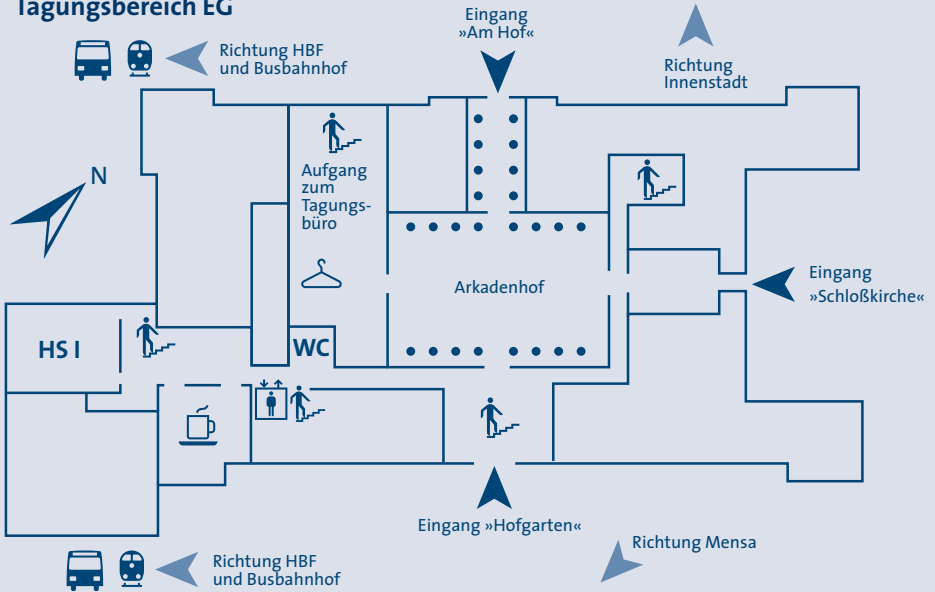 Tagungsbereich EG
Eingang
»Am Hof«
Richtung HBF
und Busbahnhof
Richtung
Innenstadt
N
Aufgang
zum
Tagungs-
büro
Arkadenhof
Eingang
»Schloßkirche«
HS I
WC
Eingang »Hofgarten«
Richtung Mensa
Richtung HBF
und Busbahnhof